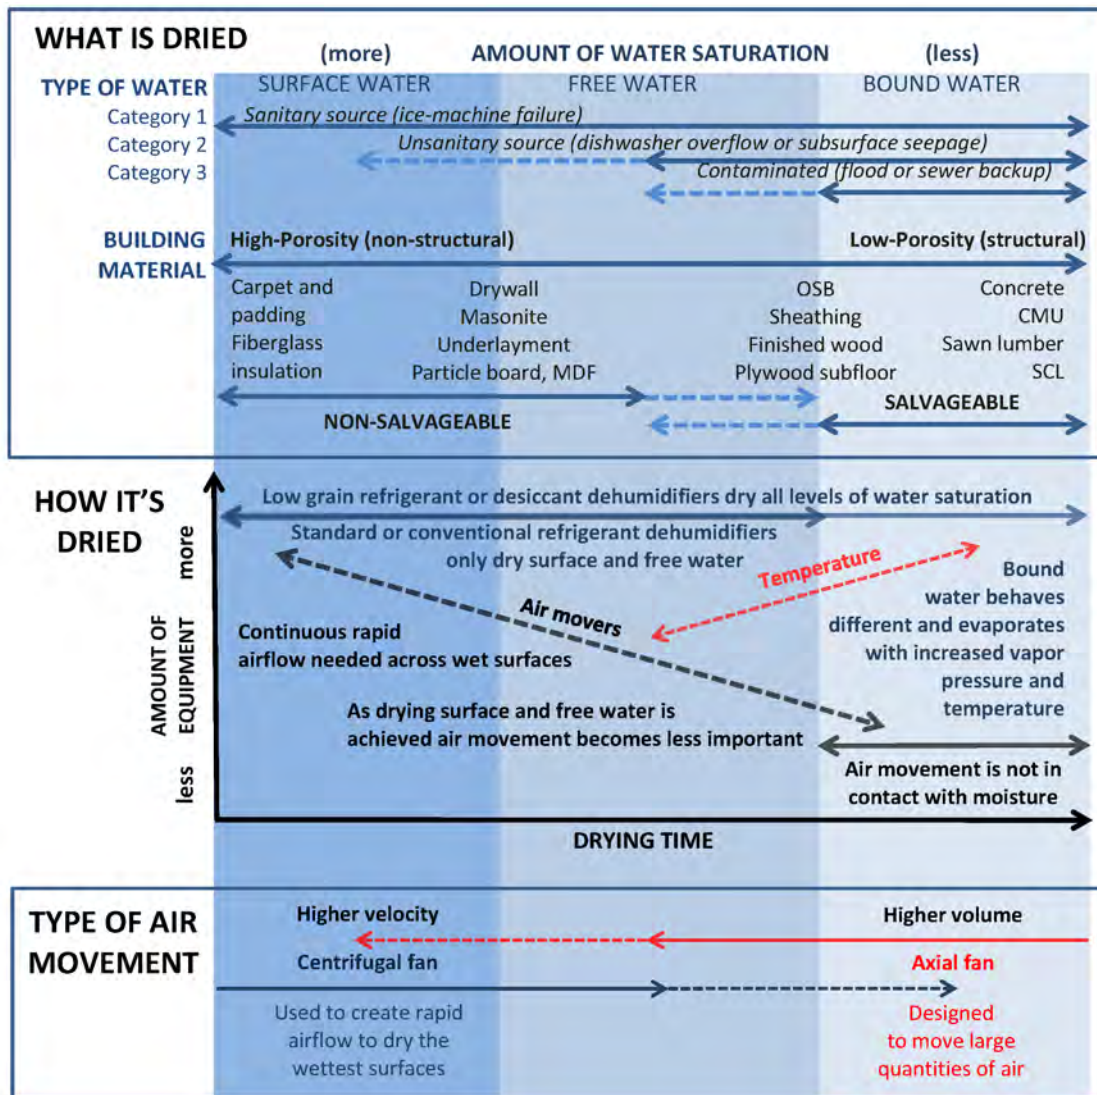 WHAT IS DRIED
(more) AMOUNT OF WATER SATURATION (less)
TYPE OF WATER SURFACE WATER FREE WATER BOUND WATER
Category 1 Sanitary source (ice-machine failure)
Category 2 Unsanitary source (dishwasher overflow or subsurface seepage)
Category 3 Contaminated (flood or sewer backup)
BUILDING
MATERIAL
High-Porosity (non-structural) Low-Porosity (structural)
Carpet and
padding
Fiberglass
insulation
Drywall
Masonite
Underlayment
Particle board, MDF
OSB
Sheathing
Finished wood
Plywood subfloor
Concrete
CMU
Sawn lumber
SCL
NON-SALVAGEABLE
SALVAGEABLE
HOW IT'S
DRIED
AMOUNT OF
EQUIPMENT
more
less
Low grain refrigerant or desiccant dehumidifiers dry all levels of water saturation
Standard or conventional refrigerant dehumidifiers
only dry surface and free water
Temperature
Air movers
Continuous rapid
airflow needed across wet surfaces
Bound
water behaves
different and evaporates
with increased vapor
pressure and
temperature
As drying surface and free water is
achieved air movement becomes less important
Air movement is not in
contact with moisture
DRYING TIME
TYPE OF AIR
MOVEMENT
Higher velocity
Higher volume
Centrifugal fan
Axial fan
Used to create rapid
airflow to dry the
wettest surfaces
Designed
to move large
quantities of air